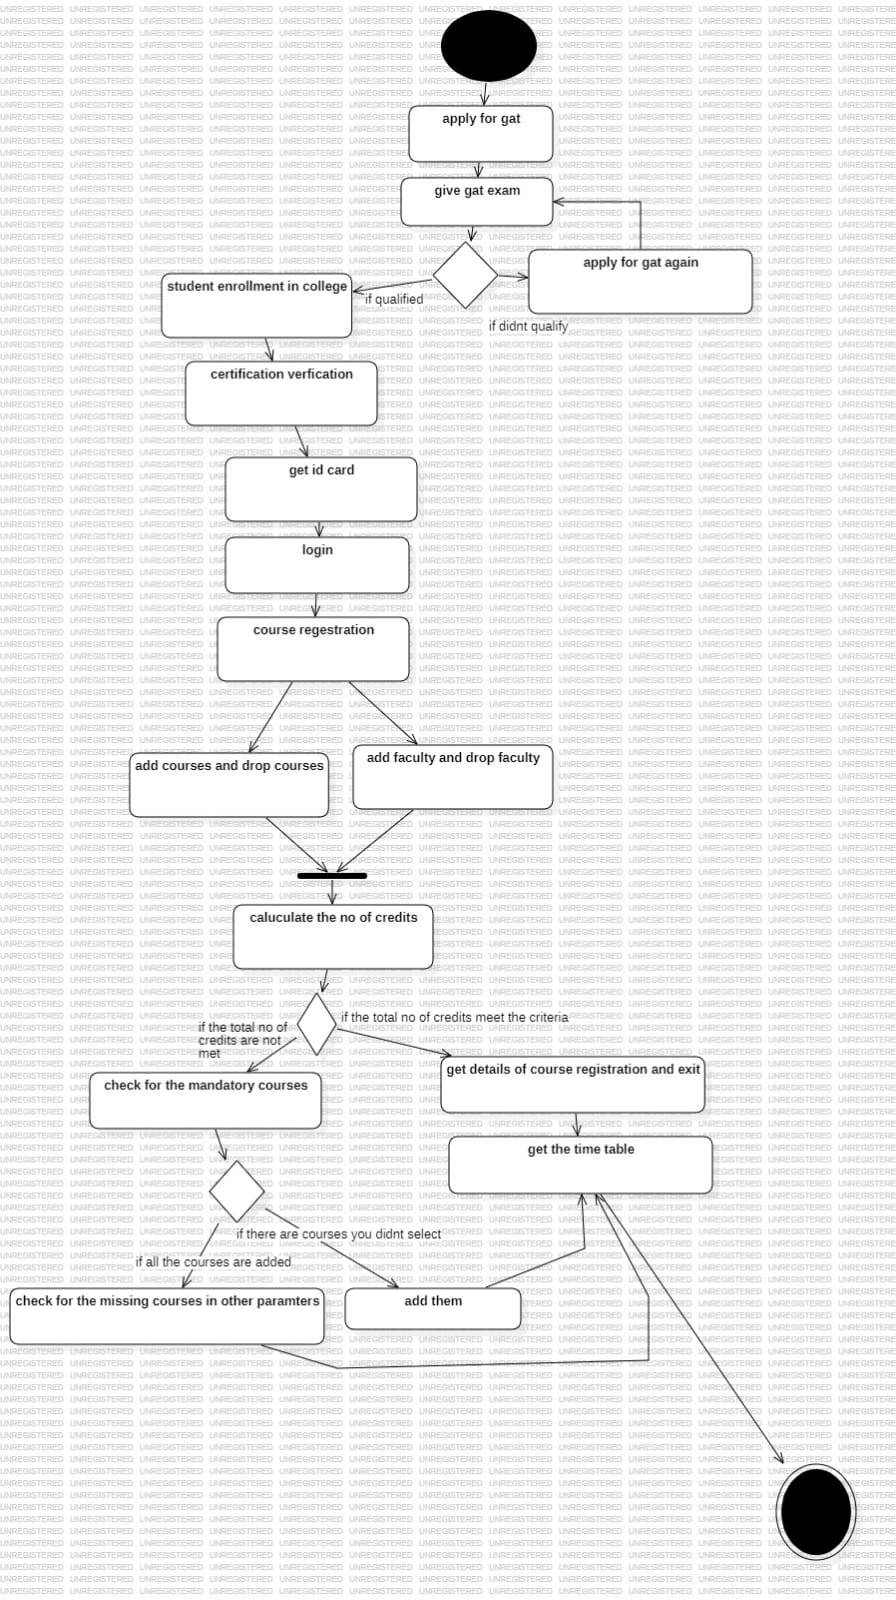 apply for gat
give gat exam
apply for gat again
student enrollment in college
if qualified
if didnt qualify
certification verfication
get id card
login
course regestration
add courses and drop courses
add faculty and drop faculty
caluculate the no of credits
if the total no of credits meet the criteria
if the total no of
credits are not
met
get details of course registration and exit
check for the mandatory courses
get the time table
if there are courses you didnt select
if all the courses are added
check for the missing courses in other paramters
add them
UNREGISTERED